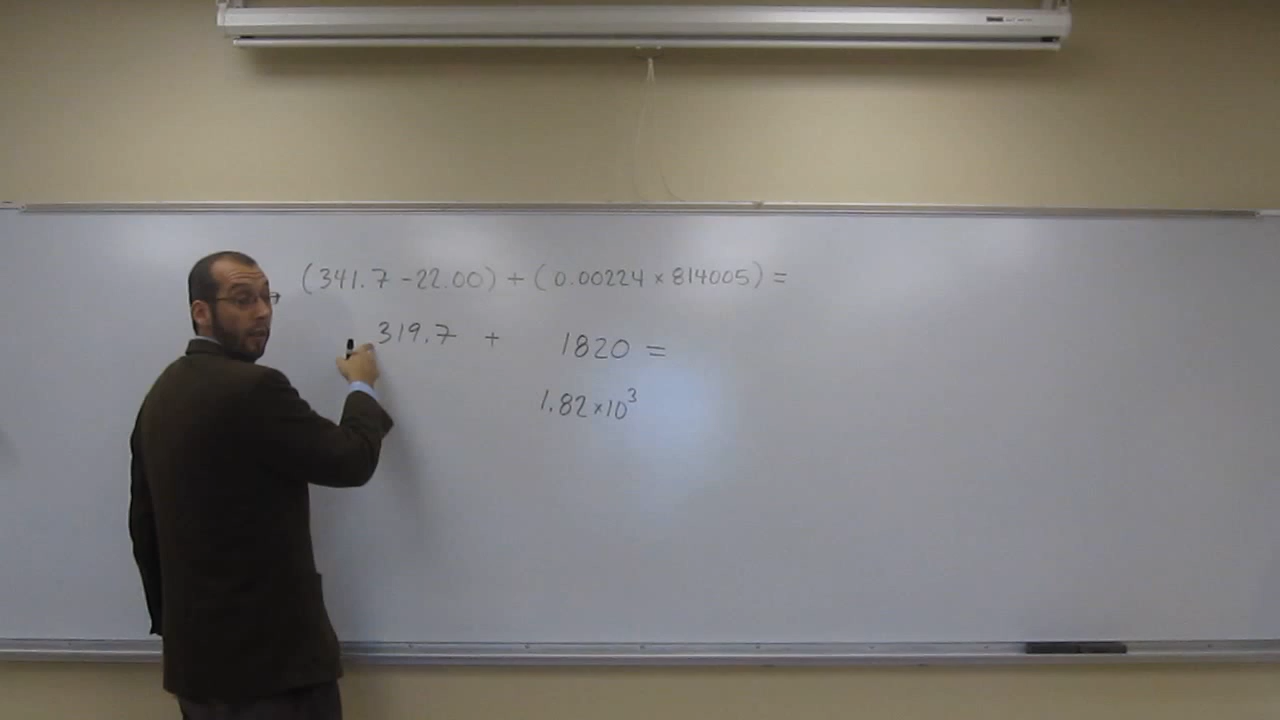 (341.7 - 22.00) + (0.00224 × 814005) =
319.7 + 1820 =
1.82 × 10³